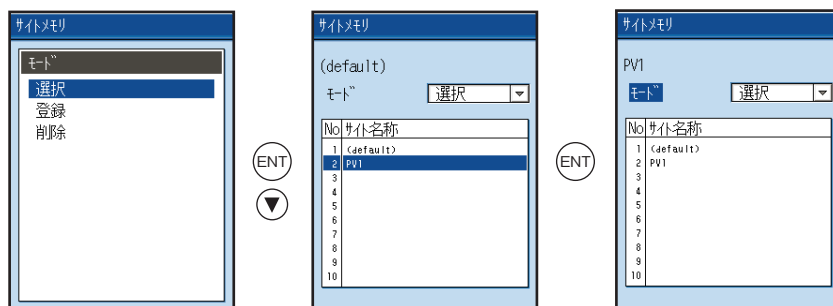 サイトメモリ
モード
選択
登録
削除
ENT
▼
サイトメモリ
(default)
モード 選択 ▼
No サイト名称
1 (default)
2 PV1
3
4
5
6
7
8
9
10
ENT
サイトメモリ
PV1
モード 選択 ▼
No サイト名称
1 (default)
2 PV1
3
4
5
6
7
8
9
10